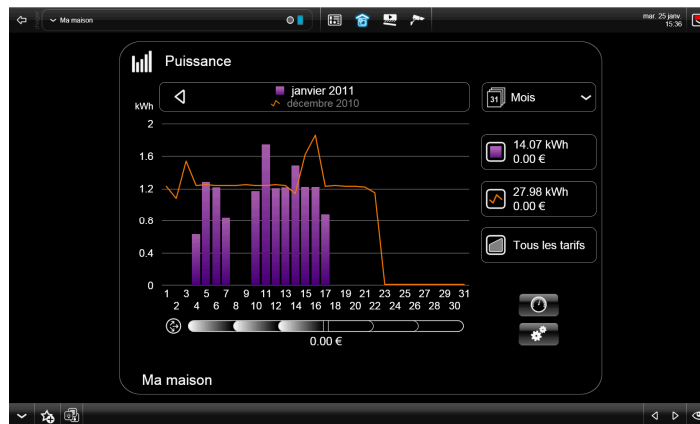 Ma maison
mar. 25 janv.
15:36
Puissance
kWh
janvier 2011
décembre 2010
31
Mois
2
1.6
1.2
0.8
0.4
0
14.07 kWh
0.00 €
27.98 kWh
0.00 €
Tous les tarifs
1 3 5 7 9 11 13 15 17 19 21 23 25 27 29 31
2 4 6 8 10 12 14 16 18 20 22 24 26 28 30
0.00 €
Ma maison